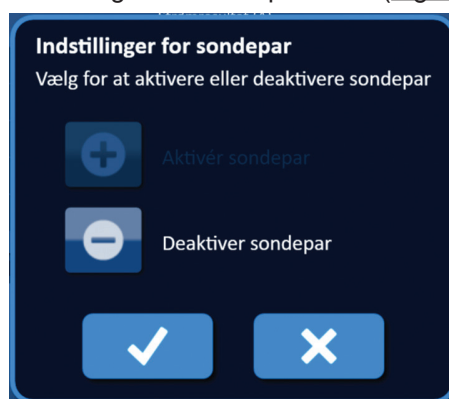 Indstillinger for sondepar
Vælg for at aktivere eller deaktivere sondepar
Aktivér sondepar
Deaktiver sondepar